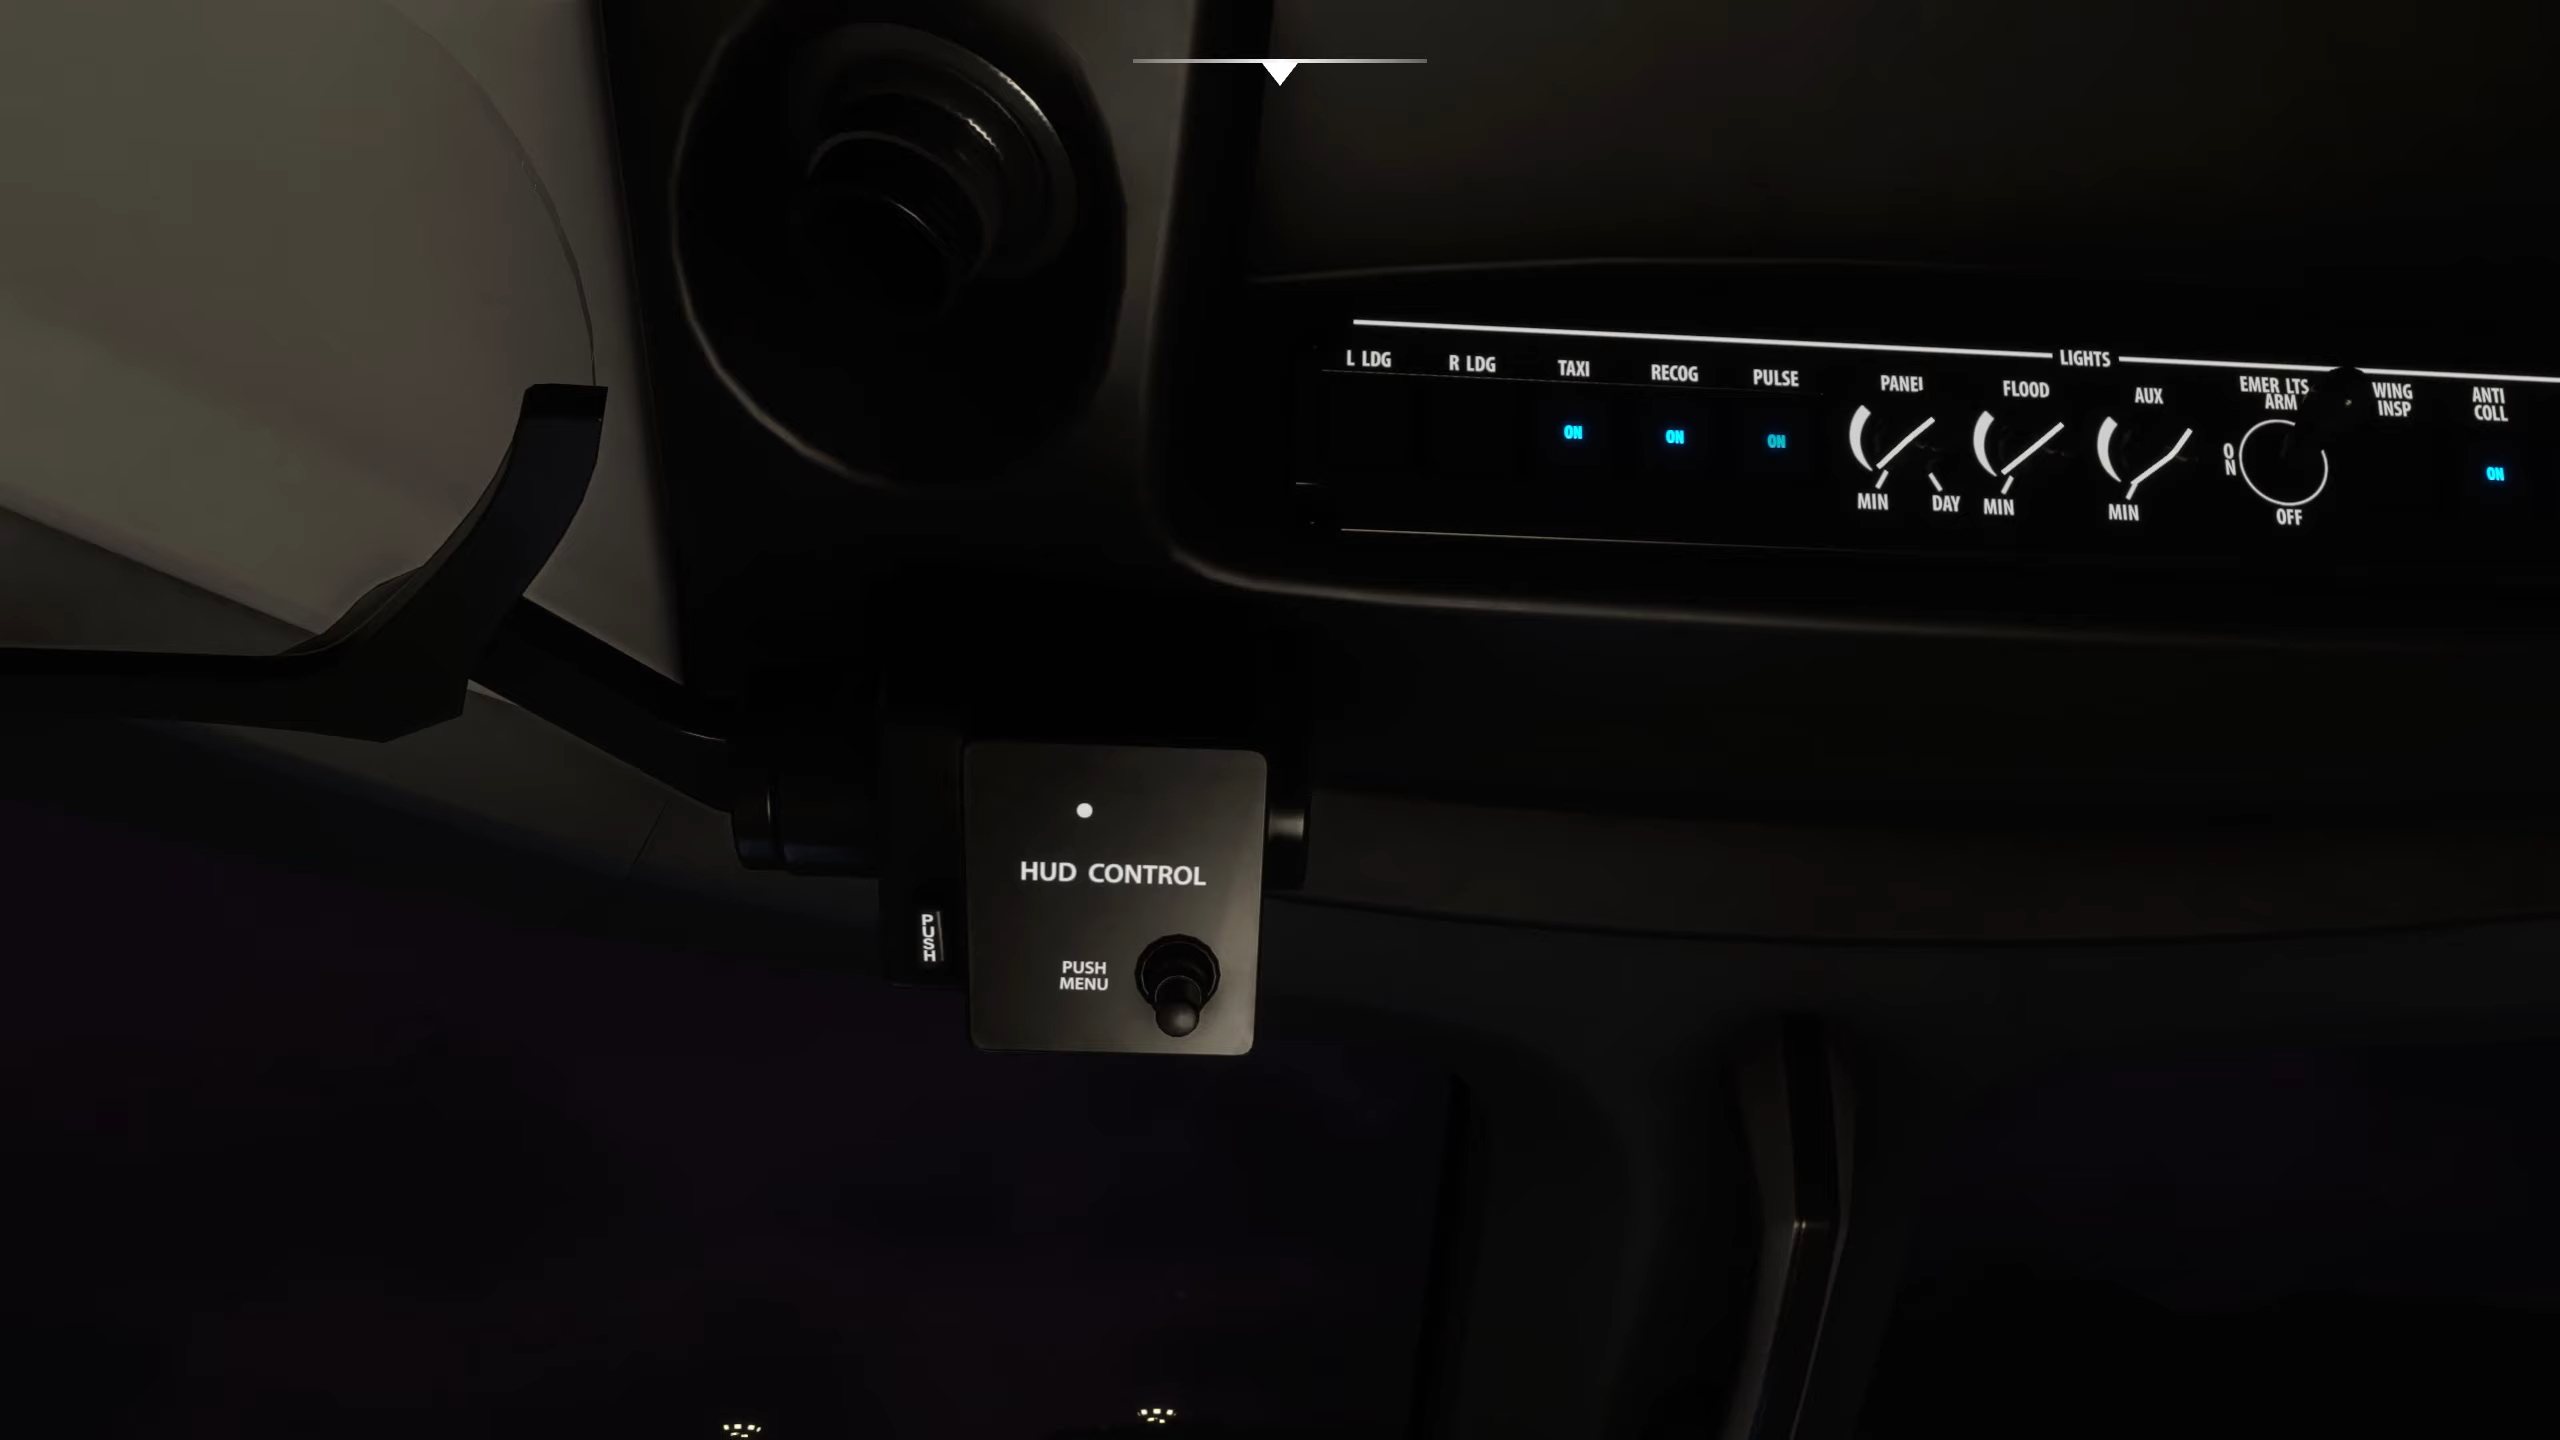 LIGHTS
L LDG
R LDG
TAXI
RECOG
PULSE
PANEL
FLOOD
AUX
EMER LTS
ARM
WING
INSP
ANTI
COLL
ON
ON
ON
ON
ON
MIN
DAY
MIN
MIN
OFF
HUD CONTROL
PUSH
PUSH
MENU